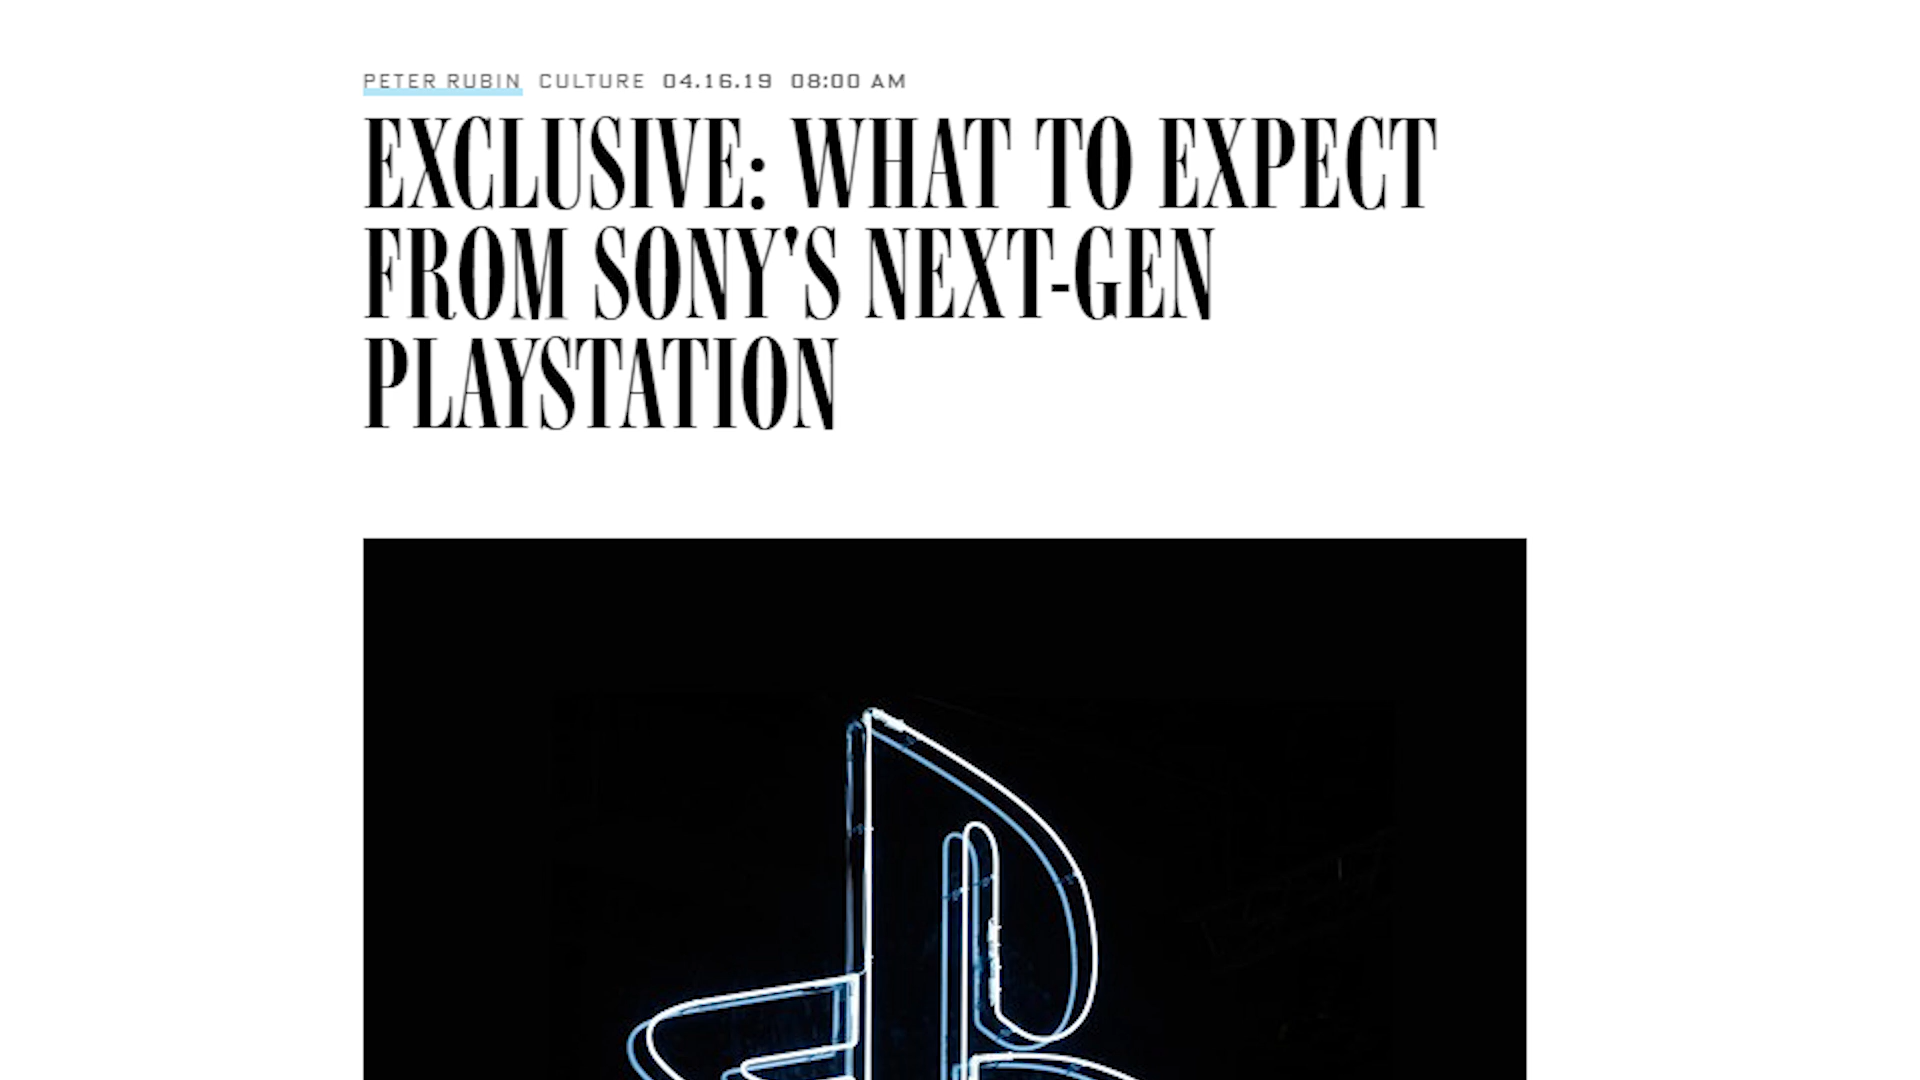 PETER RUBIN CULTURE 04.16.19 08:00 AM
EXCLUSIVE: WHAT TO EXPECT
FROM SONY'S NEXT-GEN
PLAYSTATION